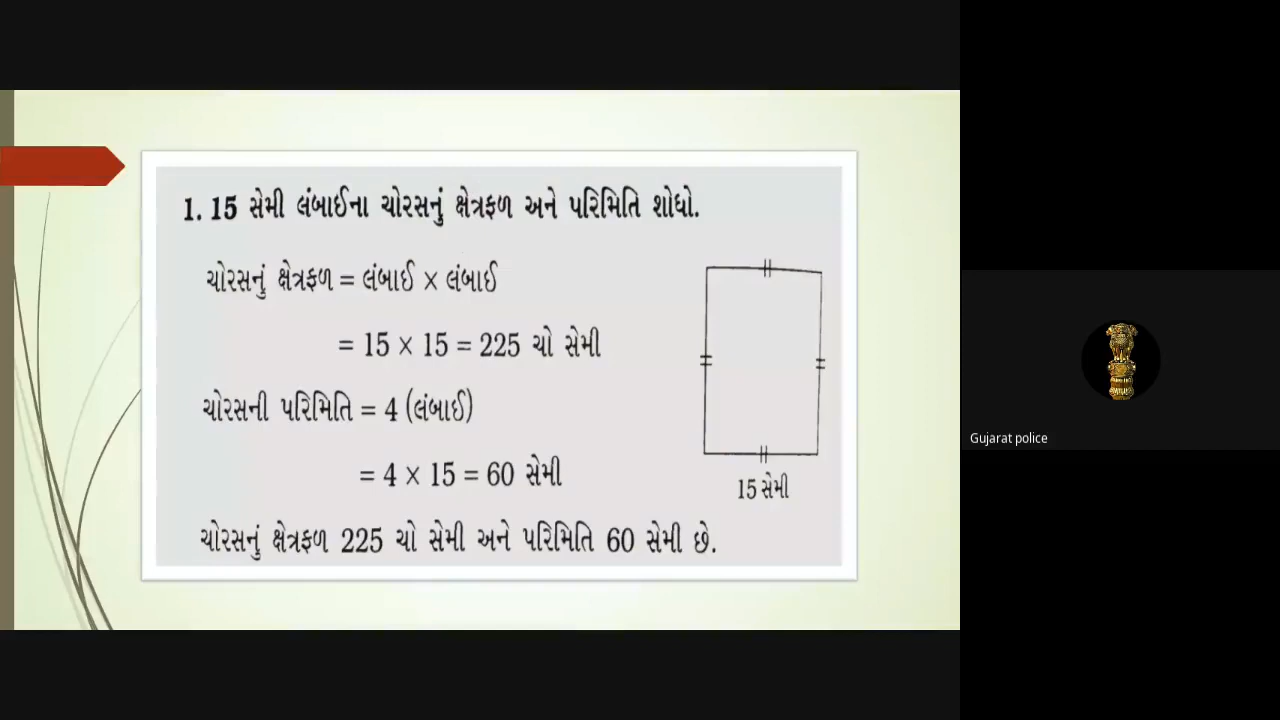 1. 15 સેમી લંબાઈના ચોરસનું ક્ષેત્રફળ અને પરિમિતિ શોધો.
ચોરસનું ક્ષેત્રફળ = લંબાઈ × લંબાઈ
= 15 × 15 = 225 ચો સેમી
ચોરસની પરિમિતિ = 4 (લંબાઈ)
= 4 × 15 = 60 સેમી
15 સેમી
ચોરસનું ક્ષેત્રફળ 225 ચો સેમી અને પરિમિતિ 60 સેમી છે.
Gujarat police